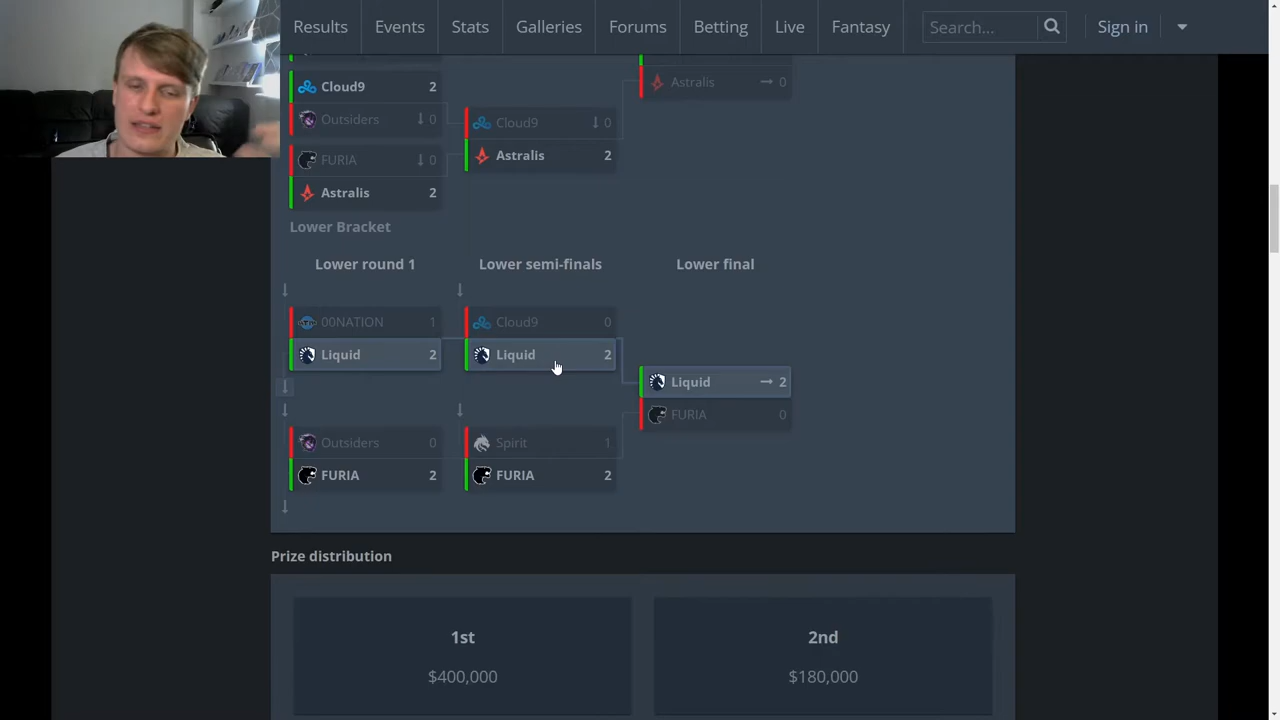 Results Events Stats Galleries Forums Betting Live Fantasy Search... Sign in
Cloud9 2
Outsiders ↓ 0
FURIA ↓ 0
Astralis 2
Cloud9 ↓ 0
Astralis 2
Astralis → 0
Lower Bracket
Lower round 1 Lower semi-finals Lower final
00NATION 1
Liquid 2
Cloud9 0
Liquid 2
Liquid → 2
FURIA 0
Outsiders 0
FURIA 2
Spirit 1
FURIA 2
Prize distribution
1st
$400,000
2nd
$180,000